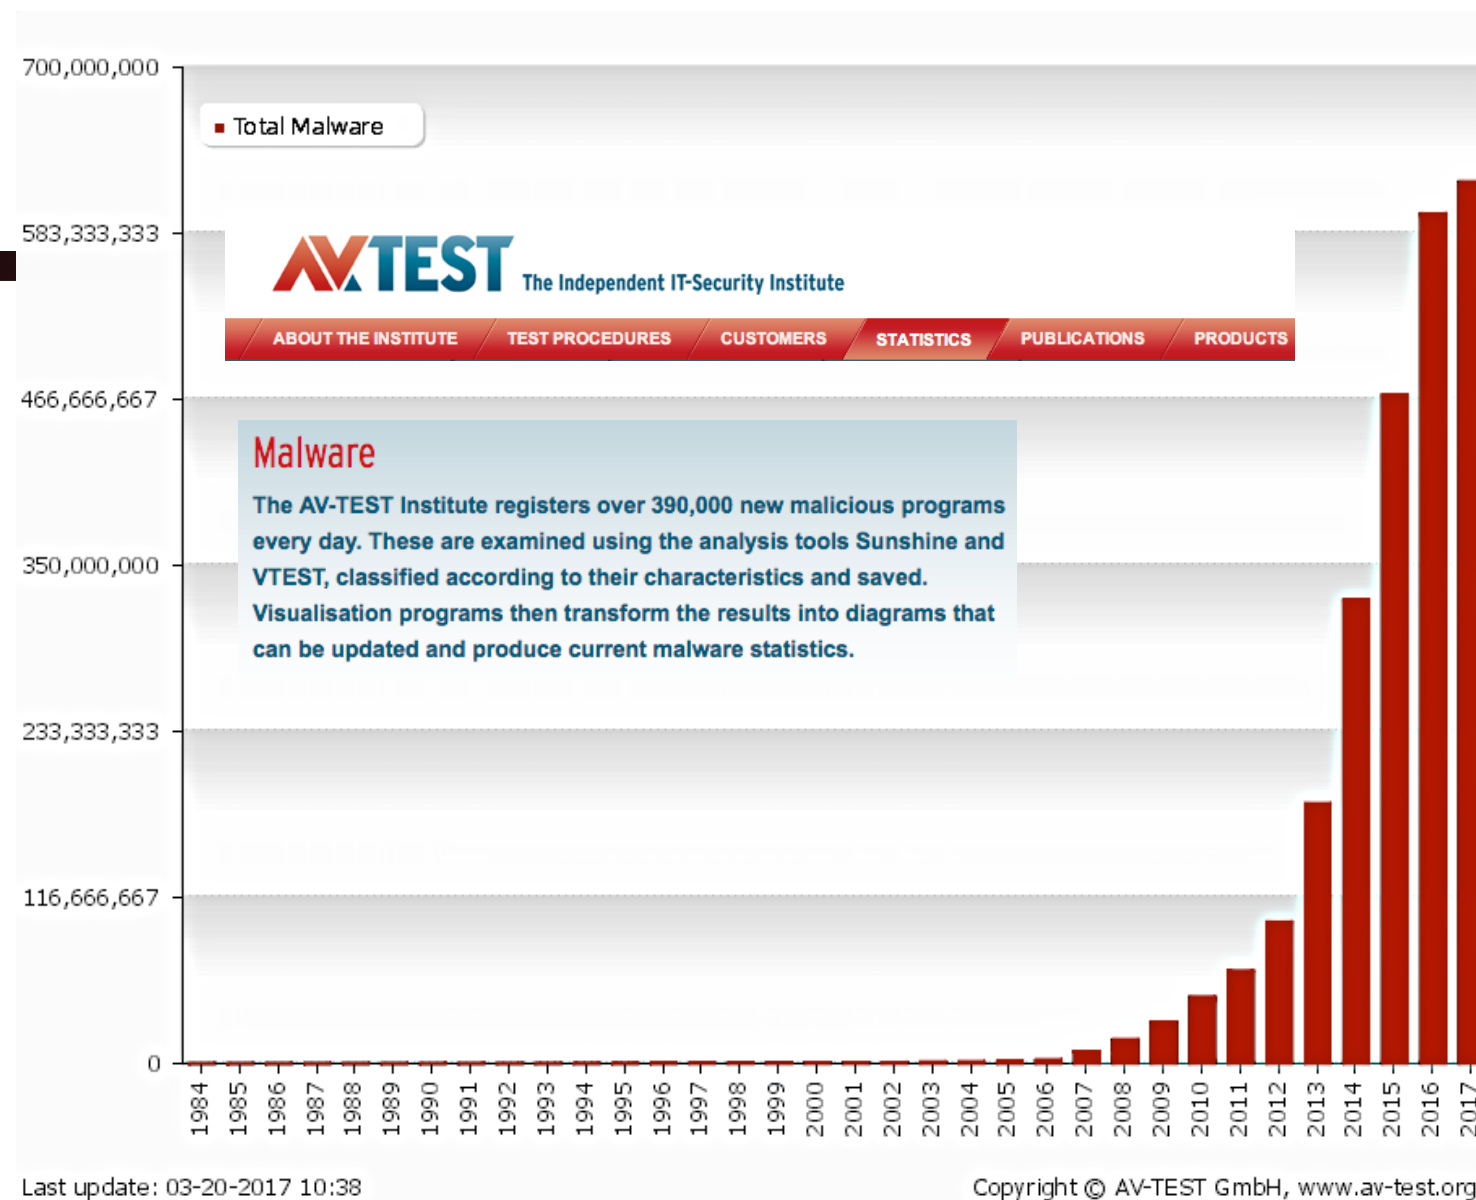 700,000,000
Total Malware
583,333,333
AV TEST The Independent IT-Security Institute
ABOUT THE INSTITUTE TEST PROCEDURES CUSTOMERS STATISTICS PUBLICATIONS PRODUCTS
466,666,667
Malware
The AV-TEST Institute registers over 390,000 new malicious programs
every day. These are examined using the analysis tools Sunshine and
VTEST, classified according to their characteristics and saved.
Visualisation programs then transform the results into diagrams that
can be updated and produce current malware statistics.
350,000,000
233,333,333
116,666,667
0
1984 1985 1986 1987 1988 1989 1990 1991 1992 1993 1994 1995 1996 1997 1998 1999 2000 2001 2002 2003 2004 2005 2006 2007 2008 2009 2010 2011 2012 2013 2014 2015 2016 2017
Last update: 03-20-2017 10:38
Copyright © AV-TEST GmbH, www.av-test.org